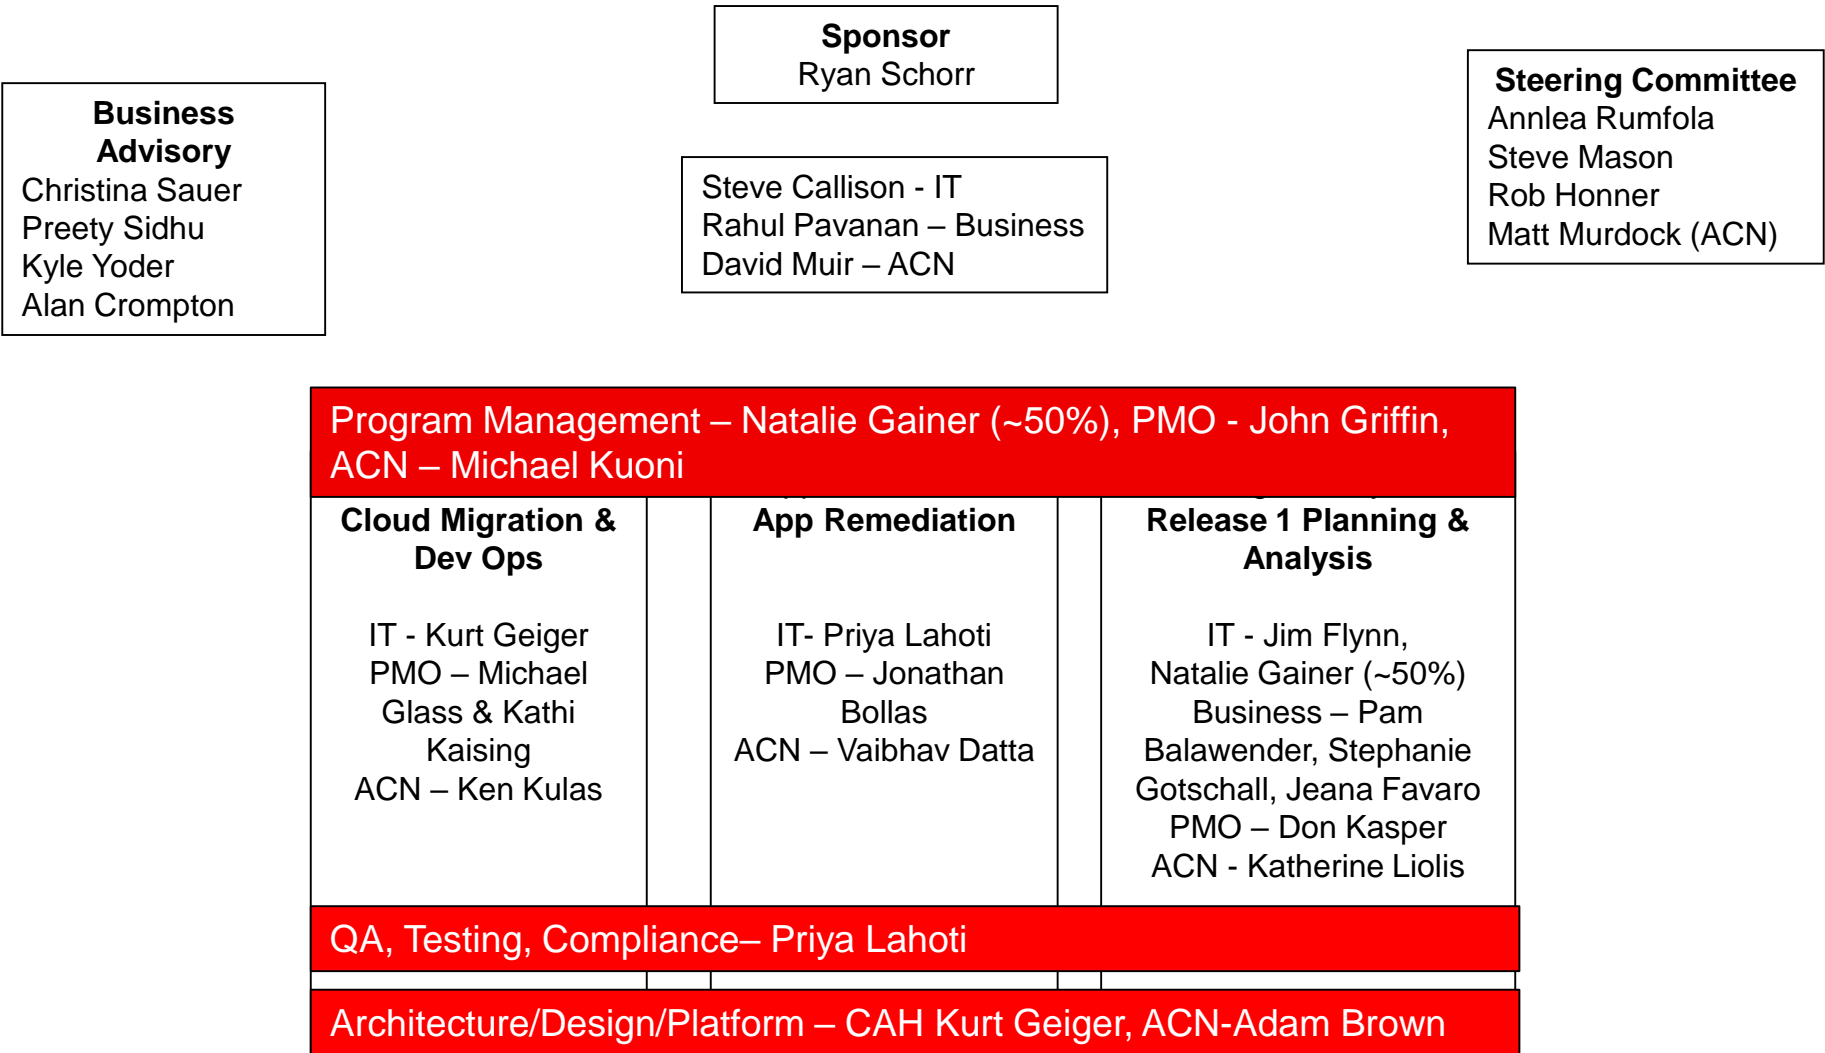 Sponsor
Ryan Schorr
Business
Advisory
Christina Sauer
Preety Sidhu
Kyle Yoder
Alan Crompton
Steve Callison - IT
Rahul Pavanan – Business
David Muir – ACN
Steering Committee
Annlea Rumfola
Steve Mason
Rob Honner
Matt Murdock (ACN)
Program Management – Natalie Gainer (~50%), PMO - John Griffin,
ACN – Michael Kuoni
Cloud Migration &
Dev Ops
IT - Kurt Geiger
PMO – Michael
Glass & Kathi
Kaising
ACN – Ken Kulas
App Remediation
IT- Priya Lahoti
PMO – Jonathan
Bollas
ACN – Vaibhav Datta
Release 1 Planning &
Analysis
IT - Jim Flynn,
Natalie Gainer (~50%)
Business – Pam
Balawender, Stephanie
Gotschall, Jeana Favaro
PMO – Don Kasper
ACN - Katherine Liolis
QA, Testing, Compliance– Priya Lahoti
Architecture/Design/Platform – CAH Kurt Geiger, ACN-Adam Brown